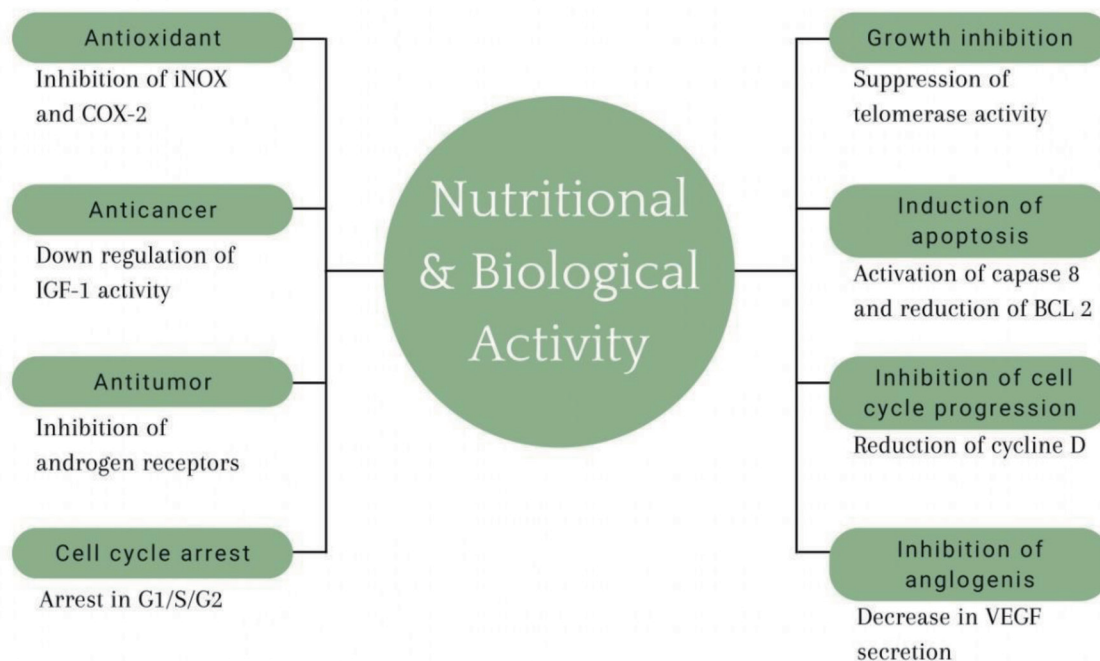 Antioxidant
Inhibition of iNOX
and COX-2
Anticancer
Down regulation of
IGF-1 activity
Antitumor
Inhibition of
androgen receptors
Cell cycle arrest
Arrest in G1/S/G2
Nutritional
& Biological
Activity
Growth inhibition
Suppression of
telomerase activity
Induction of
apoptosis
Activation of capase 8
and reduction of BCL 2
Inhibition of cell
cycle progression
Reduction of cycline D
Inhibition of
anglogenis
Decrease in VEGF
secretion